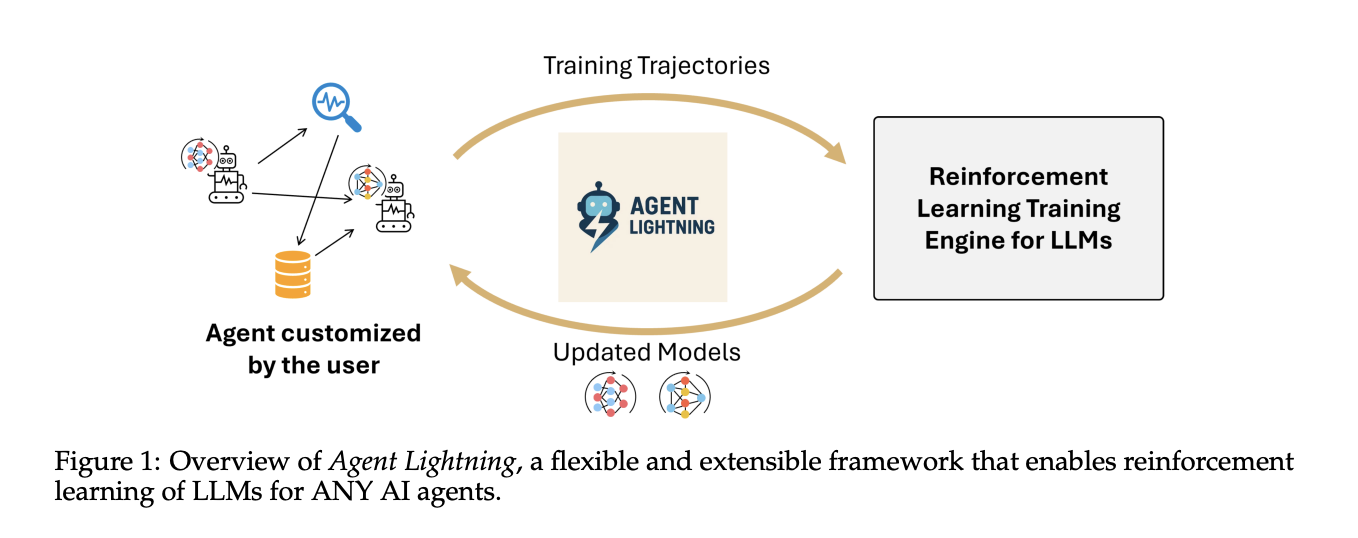 Training Trajectories
AGENT
LIGHTNING
Reinforcement
Learning Training
Engine for LLMs
Agent customized
by the user
Updated Models
Figure 1: Overview of Agent Lightning, a flexible and extensible framework that enables reinforcement
learning of LLMs for ANY AI agents.